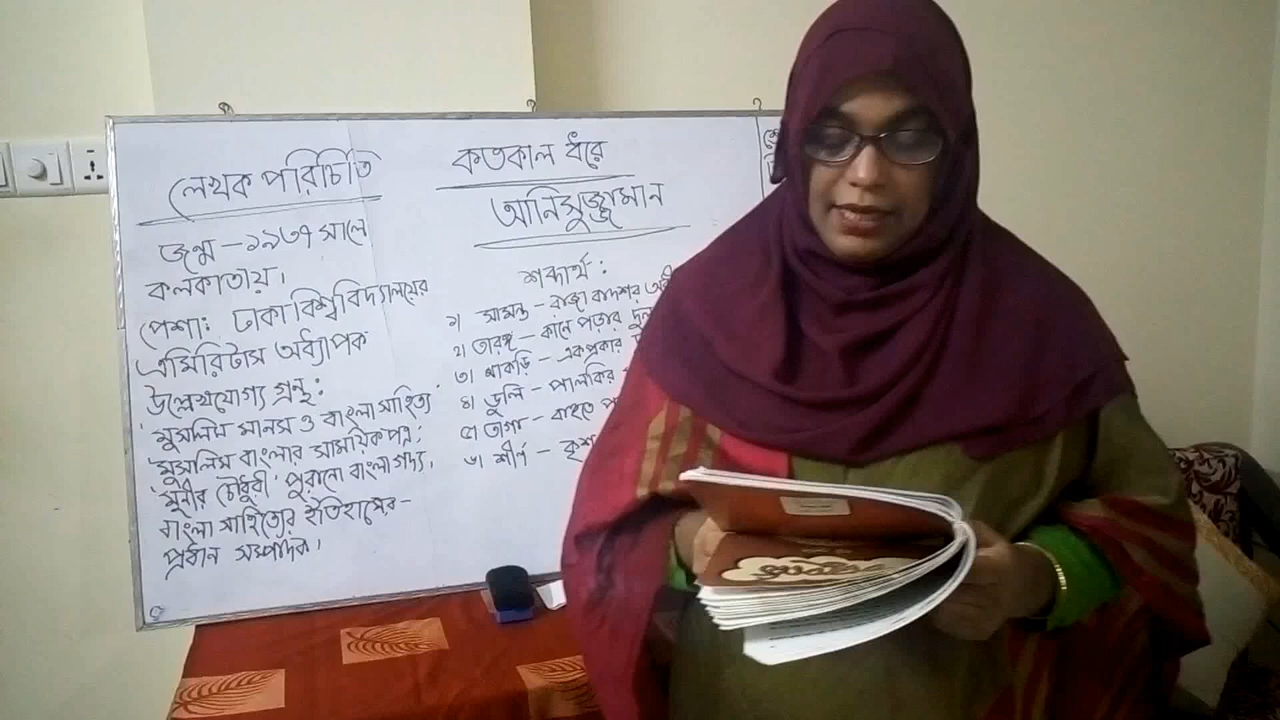 লেখক পরিচিতি
জন্ম - ১৯৩৭ সালে
কলকাতায়।
পেশা: ঢাকা বিশ্ববিদ্যালয়ের
এমিরিটাস অধ্যাপক
উল্লেখযোগ্য গ্রন্থ:
'মুসলিম মানস ও বাংলা সাহিত্য'
'মুসলিম বাংলার সাময়িকপত্র;
'মুনীর চৌধুরী' পুরানো বাংলা গদ্য,
বাংলা সাহিত্যের ইতিহাসের -
প্রধান সম্পাদক।
কতকাল ধরে
আনিসুজ্জামান
শব্দার্থ:
১। সামন্ত - রাজা বাদশর
২। তারঙ্গ - কানে পড়ার দুল
৩। মাকড়ি - একপ্রকার
৪। ডুলি - পালকির
৫। তাগা - বাহুতে
৬। শীর্ণ - কৃশ